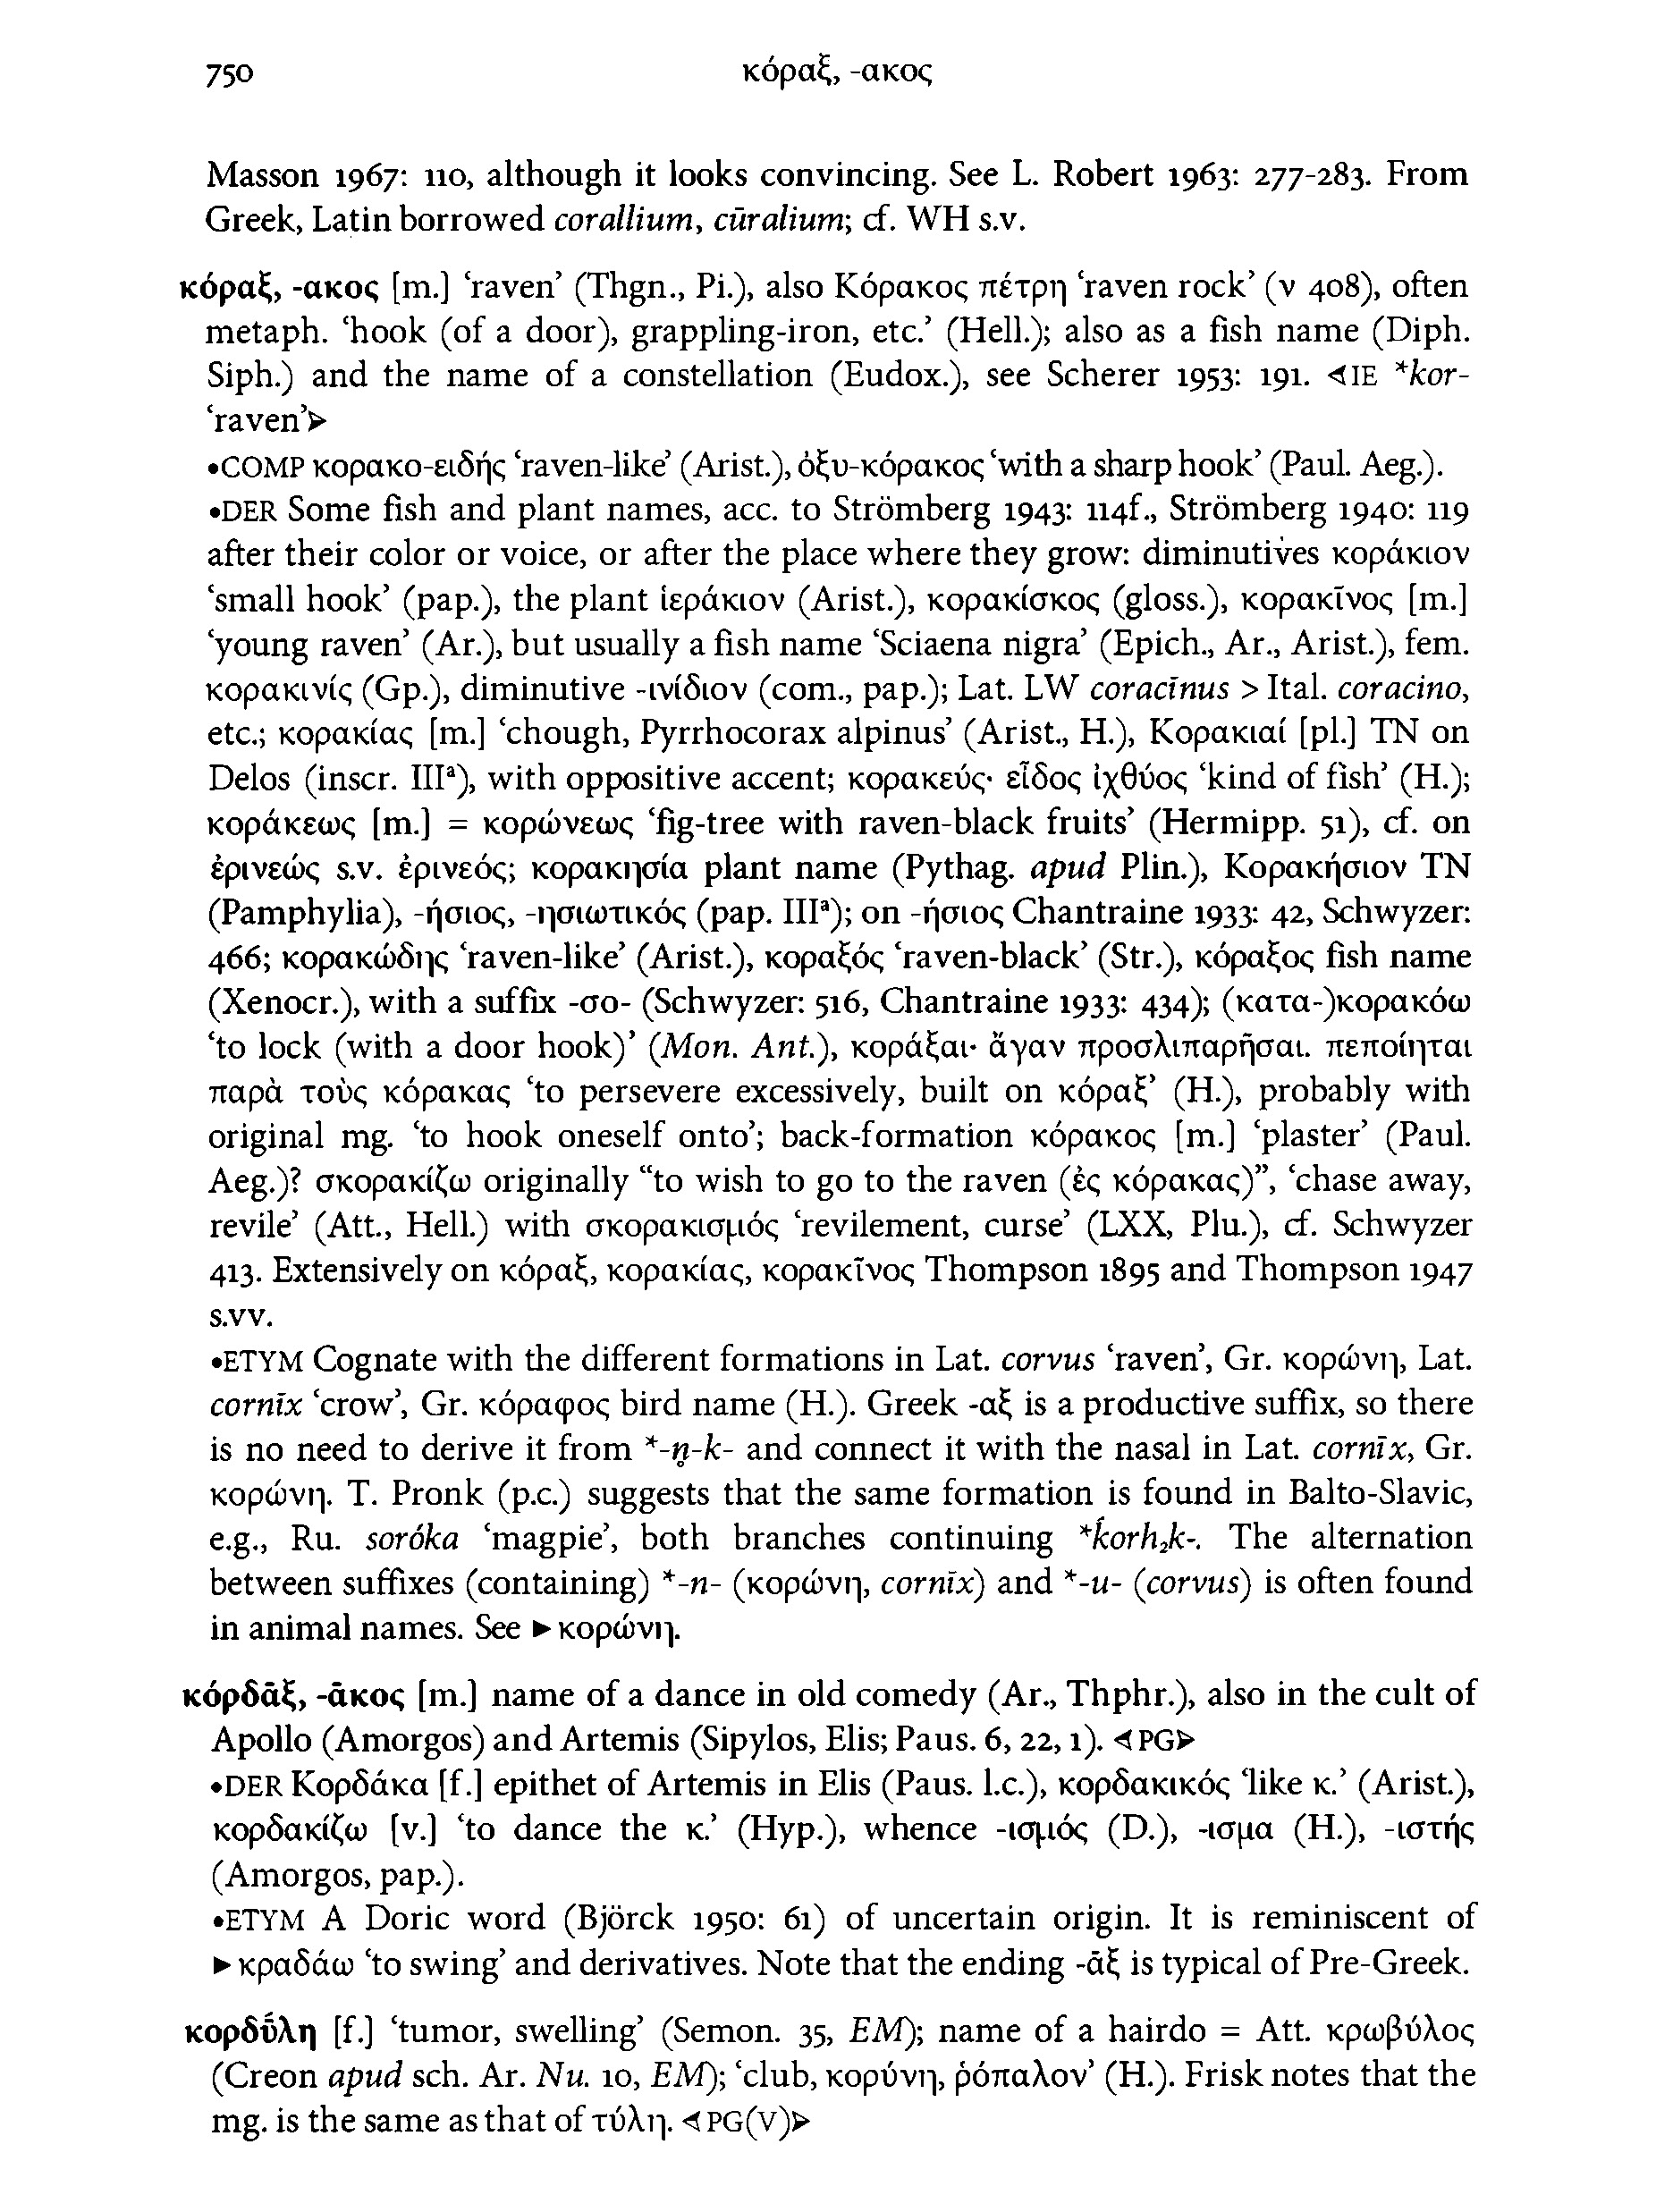 750
κόραξ, -ακος
Masson 1967: 110, although it looks convincing. See L. Robert 1963: 277-283. From
Greek, Latin borrowed corallium, cūralium; cf. WH s.v.
κόραξ, -ακος [m.] ‘raven’ (Thgn., Pi.), also Κόρακος πέτρη ‘raven rock’ (ν 408), often
metaph. ‘hook (of a door), grappling-iron, etc.’ (Hell.); also as a fish name (Diph.
Siph.) and the name of a constellation (Eudox.), see Scherer 1953: 191. ⋖IE *kor-
‘raven’⋗
•COMP κορακο-ειδής ‘raven-like’ (Arist.), ὀξυ-κόρακος ‘with a sharp hook’ (Paul. Aeg.).
•DER Some fish and plant names, acc. to Strömberg 1943: 114f., Strömberg 1940: 119
after their color or voice, or after the place where they grow: diminutives κοράκιον
‘small hook’ (pap.), the plant ἱεράκιον (Arist.), κορακίσκος (gloss.), κορακῖνος [m.]
‘young raven’ (Ar.), but usually a fish name ‘Sciaena nigra’ (Epich., Ar., Arist.), fem.
κορακινίς (Gp.), diminutive -ινίδιον (com., pap.); Lat. LW coracīnus > Ital. coracino,
etc.; κορακίας [m.] ‘chough, Pyrrhocorax alpinus’ (Arist., H.), Κορακιαί [pl.] TN on
Delos (inscr. IIIᵃ), with oppositive accent; κορακεύς· εἶδος ἰχθύος ‘kind of fish’ (H.);
κοράκεως [m.] = κορώνεως ‘fig-tree with raven-black fruits’ (Hermipp. 51), cf. on
ἐρινεώς s.v. ἐρινεός; κορακησία plant name (Pythag. apud Plin.), Κορακήσιον TN
(Pamphylia), -ήσιος, -ησιωτικός (pap. IIIᵃ); on -ήσιος Chantraine 1933: 42, Schwyzer:
466; κορακώδης ‘raven-like’ (Arist.), κοραξός ‘raven-black’ (Str.), κόραξος fish name
(Xenocr.), with a suffix -σο- (Schwyzer: 516, Chantraine 1933: 434); (κατα-)κορακόω
‘to lock (with a door hook)’ (Mon. Ant.), κοράξαι· ἄγαν προσλιπαρῆσαι. πεποίηται
παρὰ τοὺς κόρακας ‘to persevere excessively, built on κόραξ’ (H.), probably with
original mg. ‘to hook oneself onto’; back-formation κόρακος [m.] ‘plaster’ (Paul.
Aeg.)? σκορακίζω originally “to wish to go to the raven (ἐς κόρακας)”, ‘chase away,
revile’ (Att., Hell.) with σκορακισμός ‘revilement, curse’ (LXX, Plu.), cf. Schwyzer
413. Extensively on κόραξ, κορακίας, κορακῖνος Thompson 1895 and Thompson 1947
s.vv.
•ETYM Cognate with the different formations in Lat. corvus ‘raven’, Gr. κορώνη, Lat.
cornīx ‘crow’, Gr. κόραφος bird name (H.). Greek -αξ is a productive suffix, so there
is no need to derive it from *-n̥-k- and connect it with the nasal in Lat. cornīx, Gr.
κορώνη. T. Pronk (p.c.) suggests that the same formation is found in Balto-Slavic,
e.g., Ru. soróka ‘magpie’, both branches continuing *ḱorh₂k-. The alternation
between suffixes (containing) *-n- (κορώνη, cornīx) and *-u- (corvus) is often found
in animal names. See ►κορώνη.
κόρδᾱξ, -ᾱκος [m.] name of a dance in old comedy (Ar., Thphr.), also in the cult of
Apollo (Amorgos) and Artemis (Sipylos, Elis; Paus. 6, 22, 1). ⋖PG⋗
•DER Κορδάκα [f.] epithet of Artemis in Elis (Paus. l.c.), κορδακικός ‘like κ.’ (Arist.),
κορδακίζω [v.] ‘to dance the κ.’ (Hyp.), whence -ισμός (D.), -ισμα (H.), -ιστής
(Amorgos, pap.).
•ETYM A Doric word (Björck 1950: 61) of uncertain origin. It is reminiscent of
►κραδάω ‘to swing’ and derivatives. Note that the ending -ᾱξ is typical of Pre-Greek.
κορδῡ́λη [f.] ‘tumor, swelling’ (Semon. 35, EM); name of a hairdo = Att. κρωβύλος
(Creon apud sch. Ar. Nu. 10, EM); ‘club, κορύνη, ῥόπαλον’ (H.). Frisk notes that the
mg. is the same as that of τύλη. ⋖PG(V)⋗